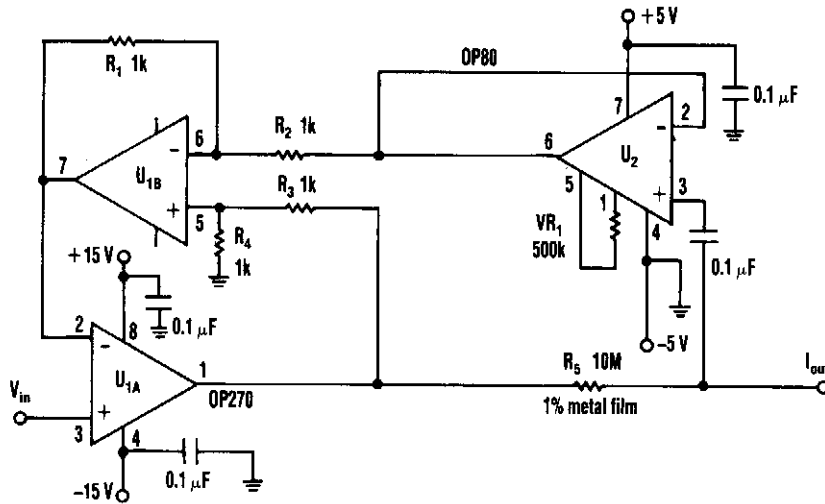 +5 V
R1 1k
OP80
0.1 µF
7
2
6
R2 1k
6
U2
7
U1B
5
3
R3 1k
5
1
+15 V
R4
1k
VR1
500k
4
0.1 µF
0.1 µF
2
8
−5 V
Vin
U1A
1
OP270
R5 10M
Iout
1% metal film
3
4
0.1 µF
−15 V